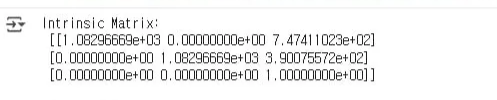 Intrinsic Matrix:
[[1.08296669e+03 0.00000000e+00 7.47411023e+02]
[0.00000000e+00 1.08296669e+03 3.90075572e+02]
[0.00000000e+00 0.00000000e+00 1.00000000e+00]]